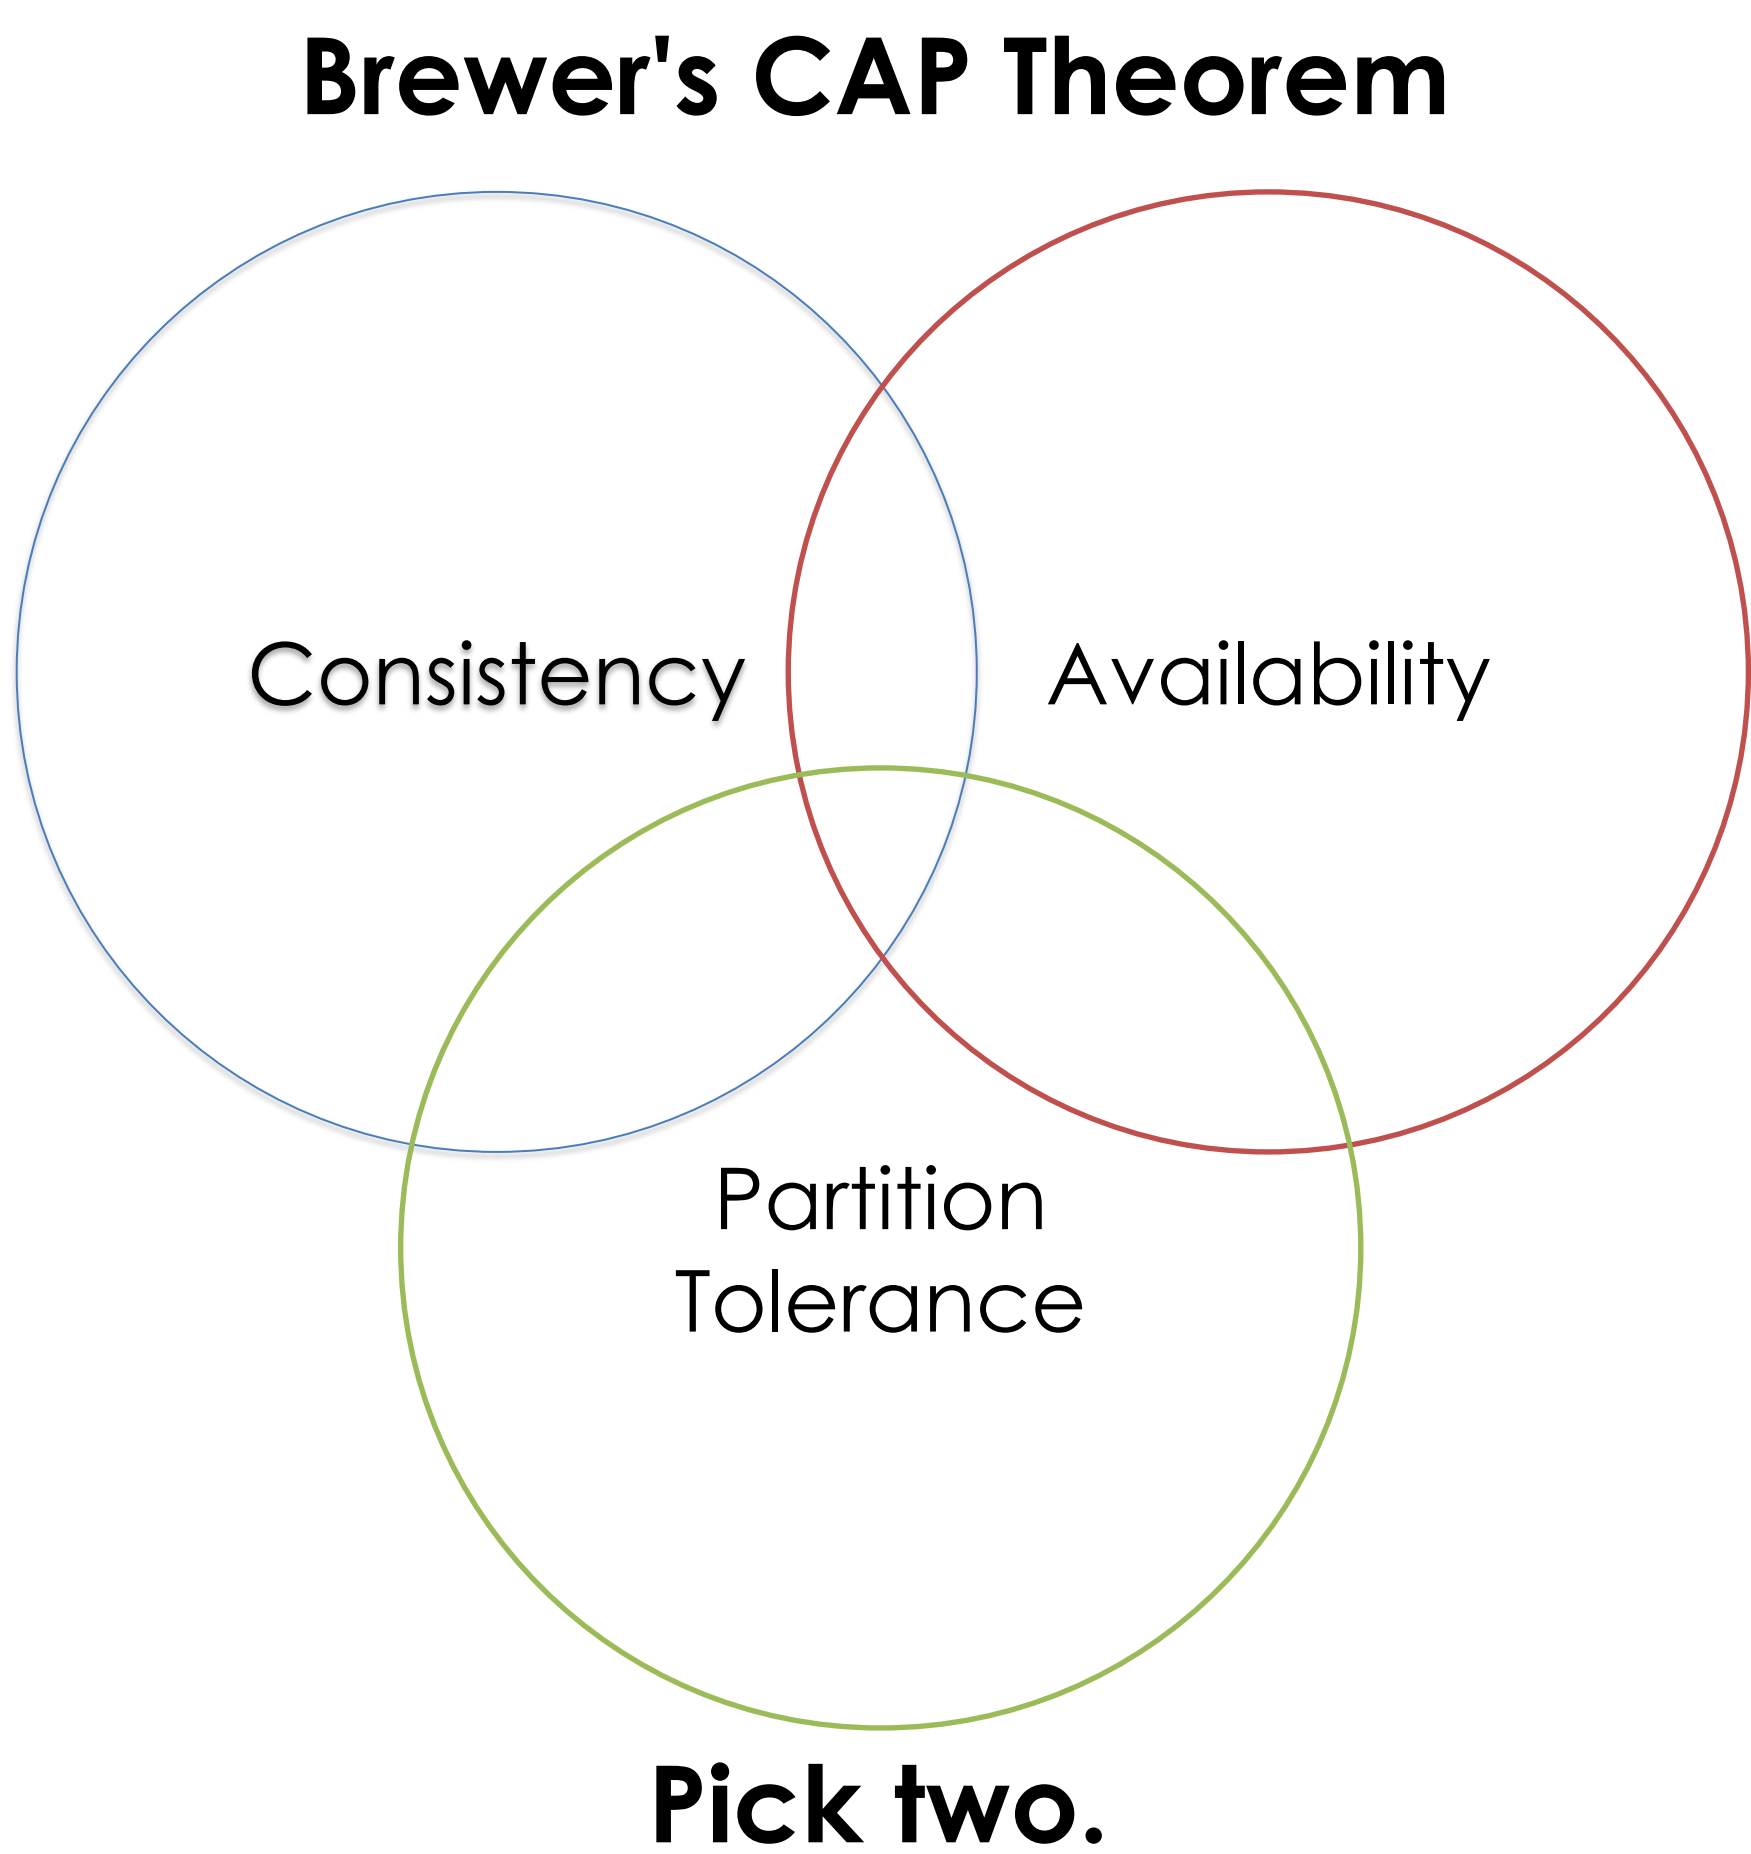 Brewer's CAP Theorem
Consistency
Availability
Partition
Tolerance
Pick two.